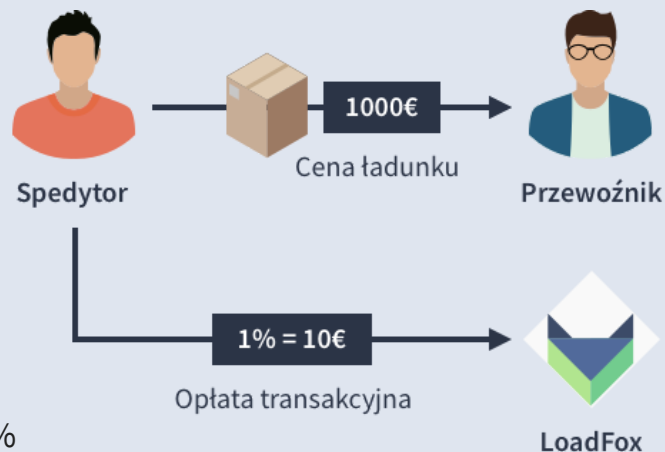 1000€
Cena ładunku
Spedytor
Przewoźnik
1% = 10€
Opłata transakcyjna
%
LoadFox